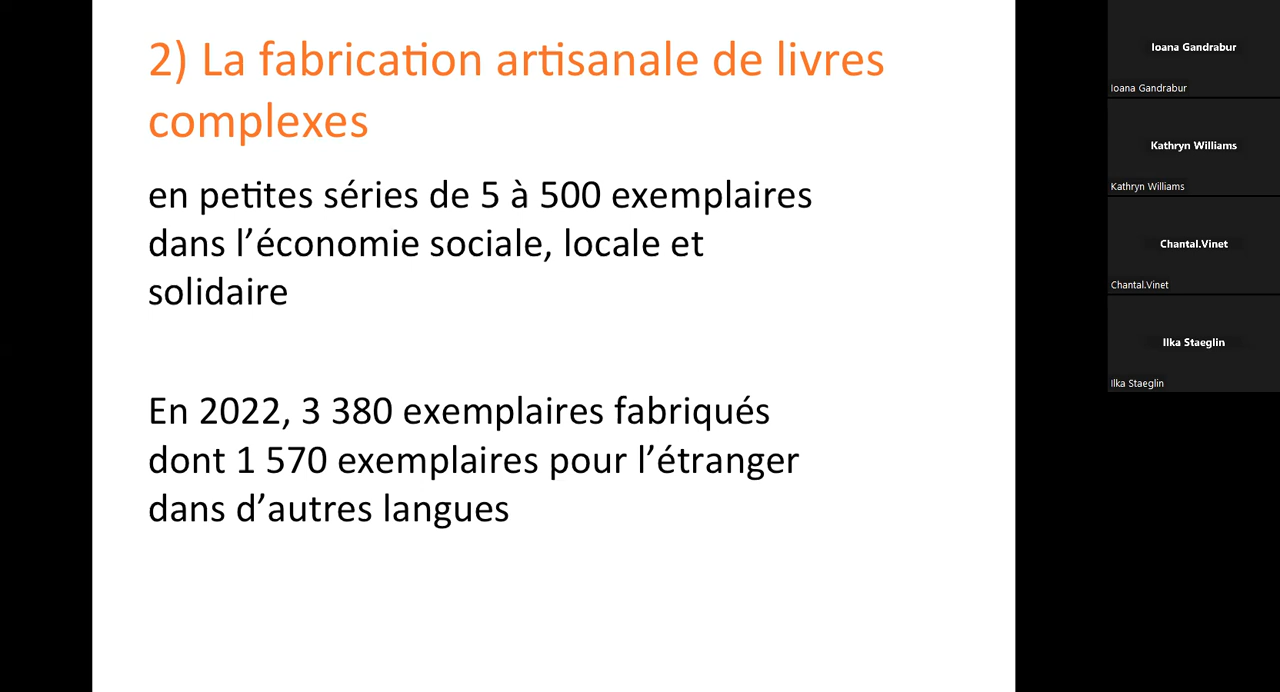 2) La fabrication artisanale de livres
complexes
en petites séries de 5 à 500 exemplaires
dans l’économie sociale, locale et
solidaire
En 2022, 3 380 exemplaires fabriqués
dont 1 570 exemplaires pour l’étranger
dans d’autres langues
Ioana Gandrabur
Ioana Gandrabur
Kathryn Williams
Kathryn Williams
Chantal.Vinet
Chantal.Vinet
Ilka Staeglin
Ilka Staeglin